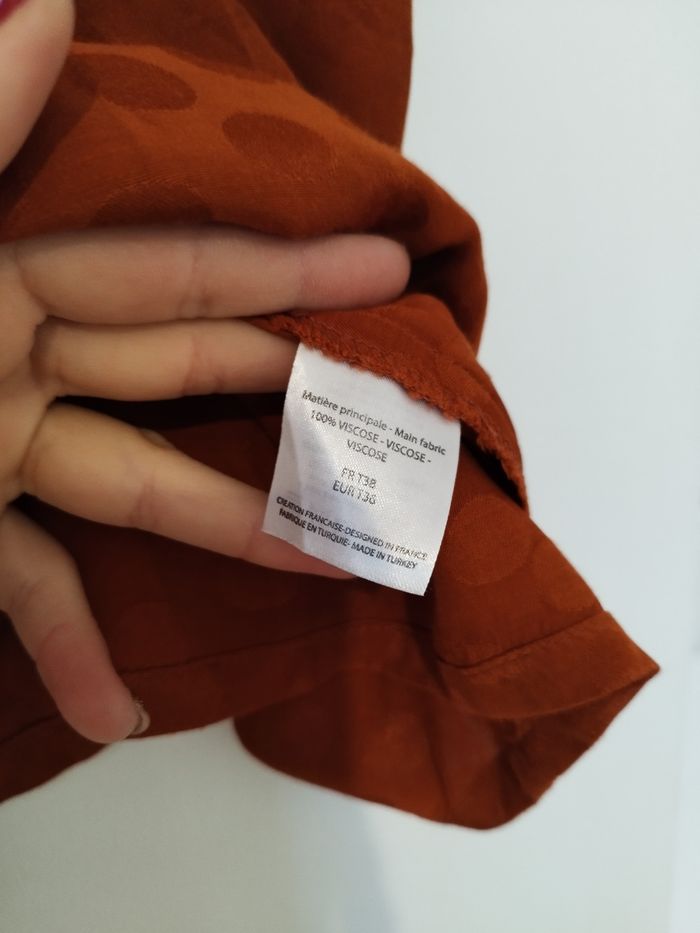 Matière principale - Main fabric
100% VISCOSE - VISCOSE -
VISCOSE
FR T38
EUR T36
CREATION FRANCAISE-DESIGNED IN FRANCE
FABRIQUE EN TURQUIE- MADE IN TURKEY